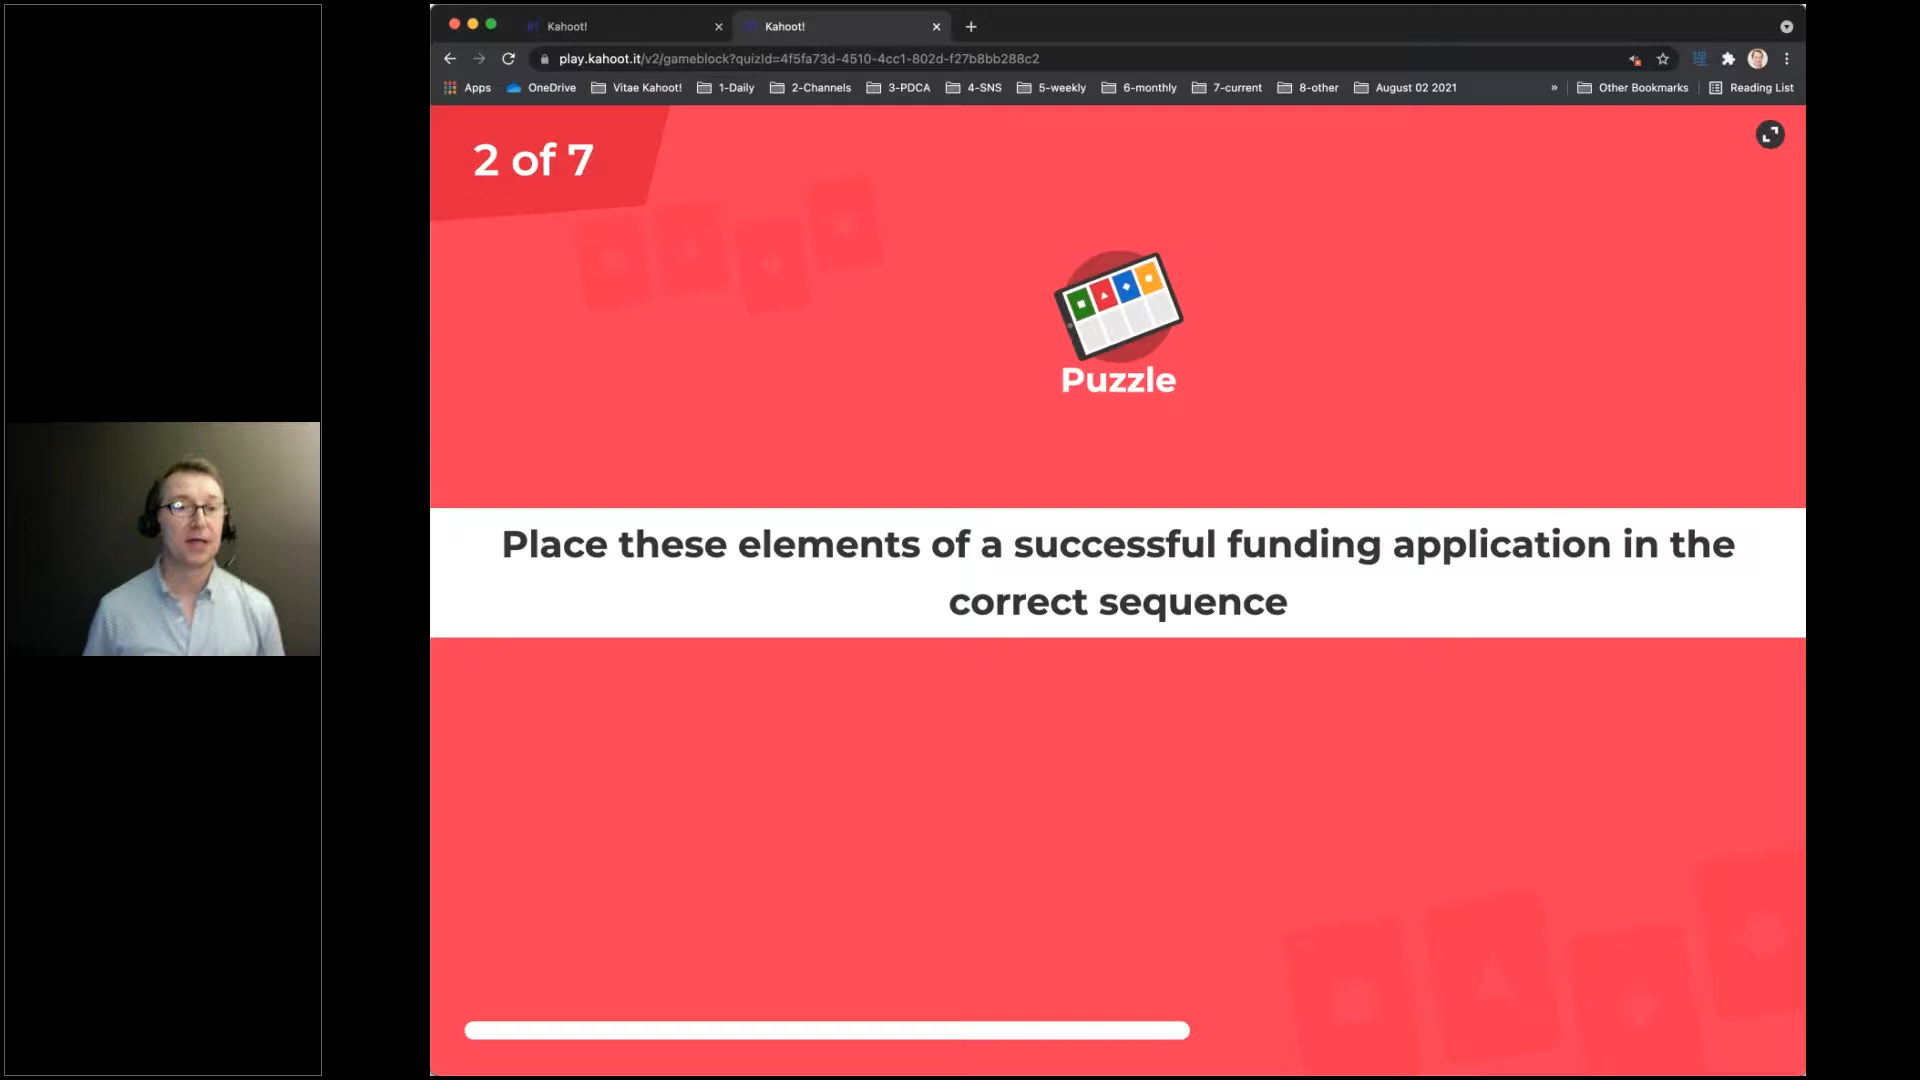 Kahoot!
Kahoot!
play.kahoot.it/v2/gameblock?quizId=4f5fa73d-4510-4cc1-802d-f27b8bb288c2
Apps OneDrive Vitae Kahoot! 1-Daily 2-Channels 3-PDCA 4-SNS 5-weekly 6-monthly 7-current 8-other August 02 2021 » Other Bookmarks Reading List
2 of 7
Puzzle
Place these elements of a successful funding application in the
correct sequence